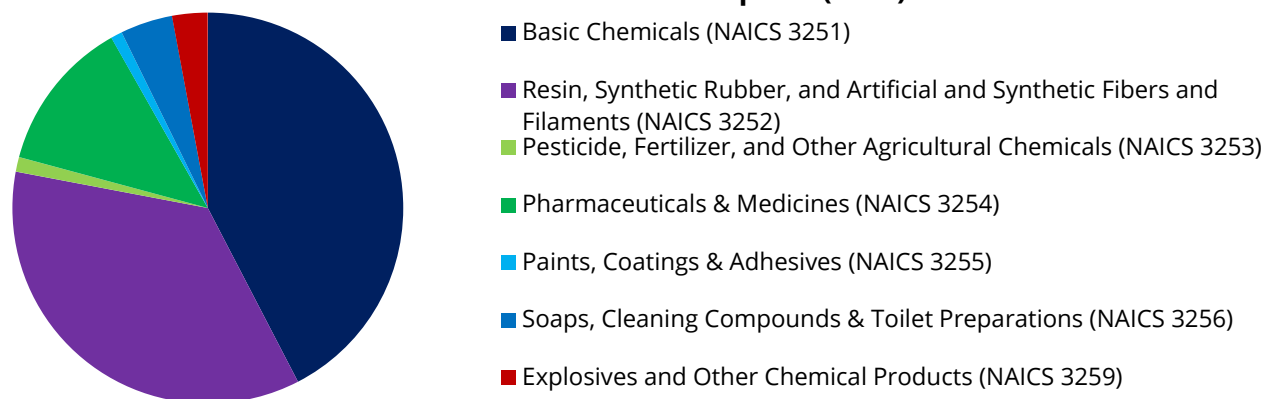 Basic Chemicals (NAICS 3251)
Resin, Synthetic Rubber, and Artificial and Synthetic Fibers and
Filaments (NAICS 3252)
Pesticide, Fertilizer, and Other Agricultural Chemicals (NAICS 3253)
Pharmaceuticals & Medicines (NAICS 3254)
Paints, Coatings & Adhesives (NAICS 3255)
Soaps, Cleaning Compounds & Toilet Preparations (NAICS 3256)
Explosives and Other Chemical Products (NAICS 3259)